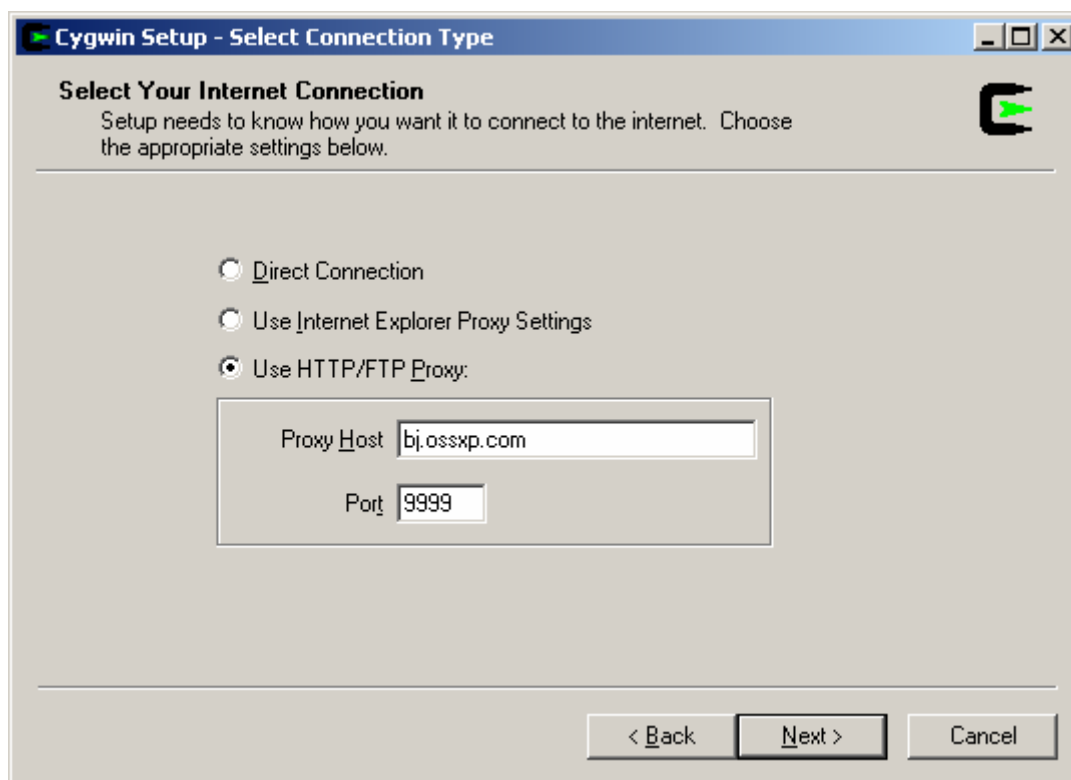 Cygwin Setup - Select Connection Type
Select Your Internet Connection
Setup needs to know how you want it to connect to the internet.  Choose
the appropriate settings below.
Direct Connection
Use Internet Explorer Proxy Settings
Use HTTP/FTP Proxy:
Proxy Host bj.ossxp.com
Port 9999
< Back Next > Cancel